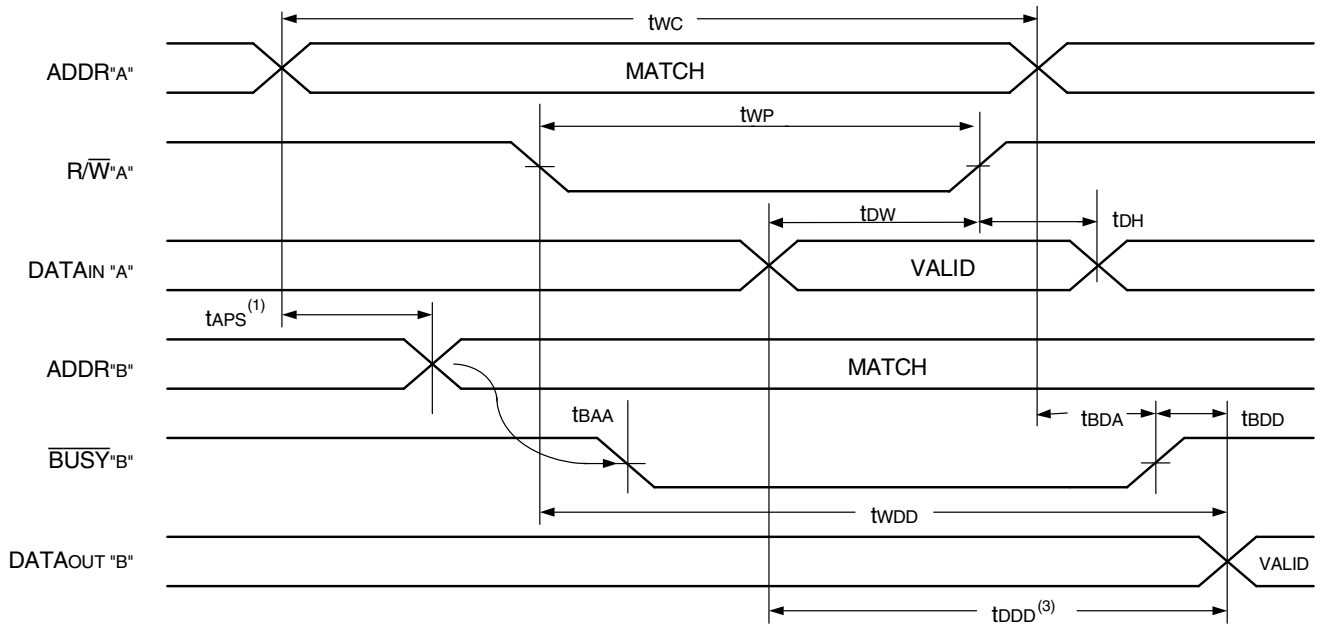 tWC
ADDR"A"
MATCH
tWP
R/W̅"A"
tDW
tDH
DATAIN "A"
VALID
tAPS(1)
ADDR"B"
MATCH
tBAA
tBDA
tBDD
B̅U̅S̅Y̅"B"
tWDD
DATAOUT "B"
VALID
tDDD(3)